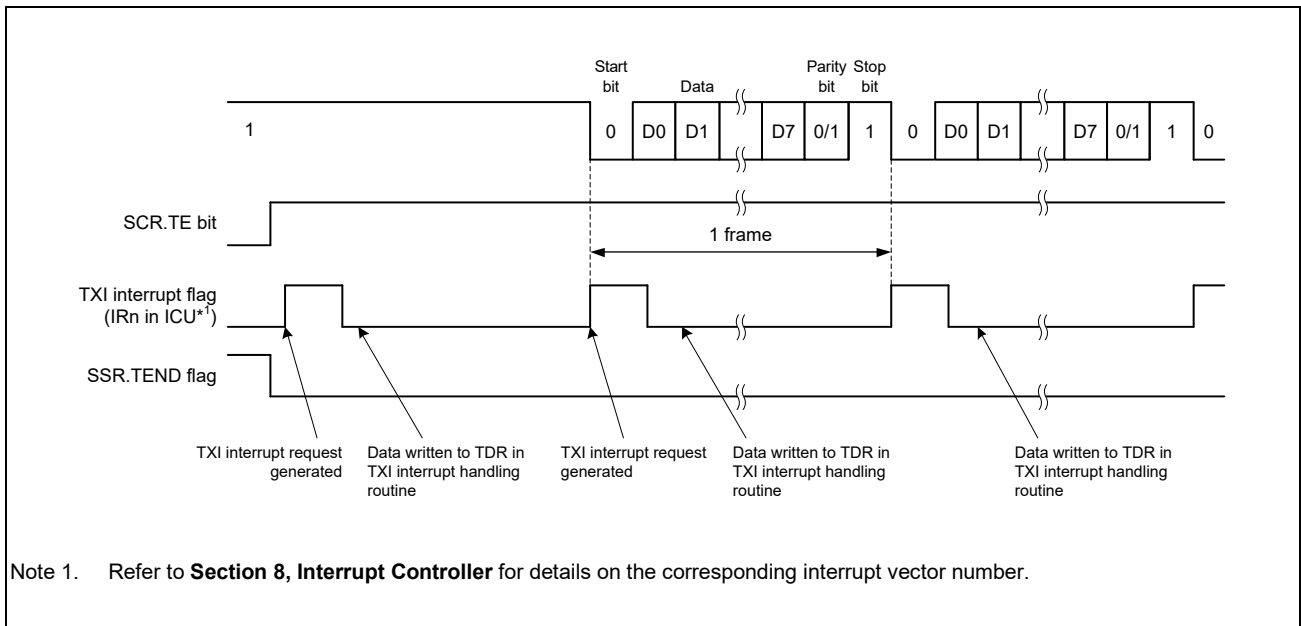 Start
bit
Data
Parity
bit
Stop
bit
1
0 D0 D1 D7 0/1 1 0 D0 D1 D7 0/1 1 0
SCR.TE bit
1 frame
TXI interrupt flag
(IRn in ICU*1)
SSR.TEND flag
TXI interrupt request
generated
Data written to TDR in
TXI interrupt handling
routine
TXI interrupt request
generated
Data written to TDR in
TXI interrupt handling
routine
Data written to TDR in
TXI interrupt handling
routine
Note 1. Refer to Section 8, Interrupt Controller for details on the corresponding interrupt vector number.